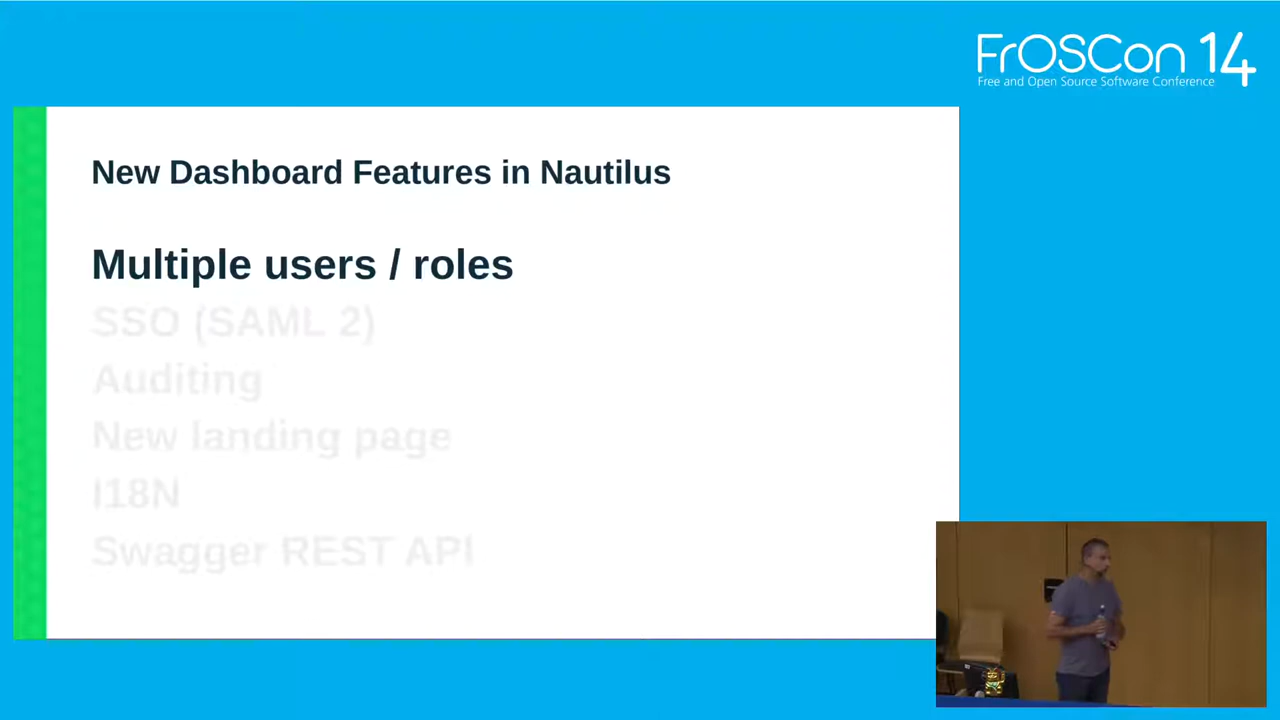 FrOSCon 14
Free and Open Source Software Conference
New Dashboard Features in Nautilus
Multiple users / roles
SSO (SAML 2)
Auditing
New landing page
I18N
Swagger REST API